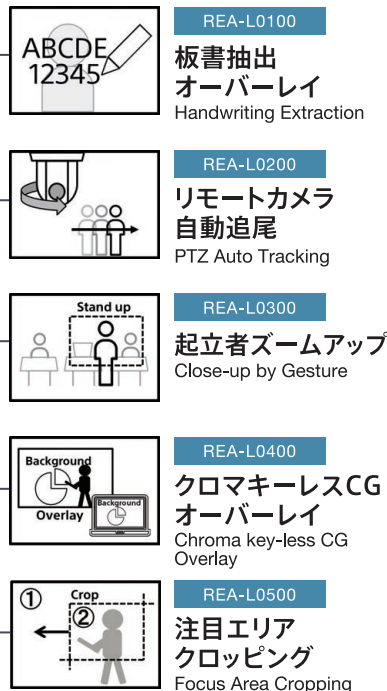 ABCDE
12345
REA-L0100
板書抽出
オーバーレイ
Handwriting Extraction
REA-L0200
リモートカメラ
自動追尾
PTZ Auto Tracking
Stand up
REA-L0300
起立者ズームアップ
Close-up by Gesture
Background
Overlay
Background
REA-L0400
クロマキーレスCG
オーバーレイ
Chroma key-less CG
Overlay
① Crop
②
REA-L0500
注目エリア
クロッピング
Focus Area Cropping